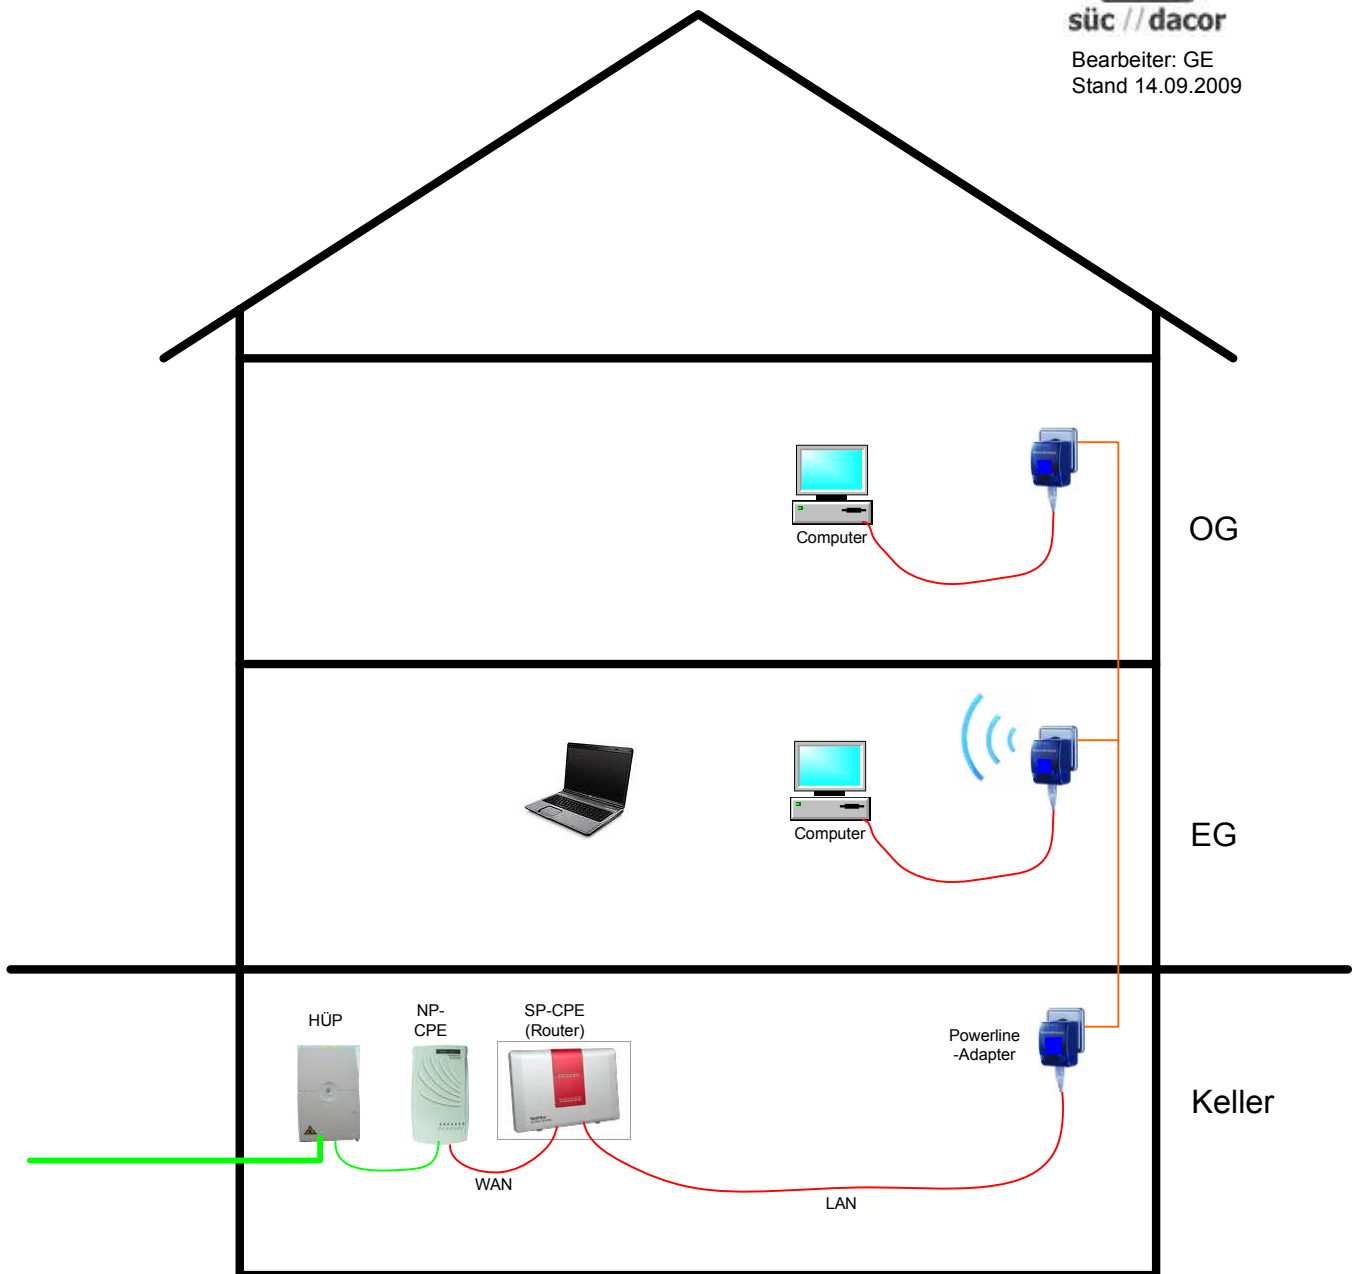 süc // dacor
Bearbeiter: GE
Stand 14.09.2009
OG
Computer
EG
Computer
Keller
HÜP
NP-
CPE
SP-CPE
(Router)
Powerline
-Adapter
WAN
LAN